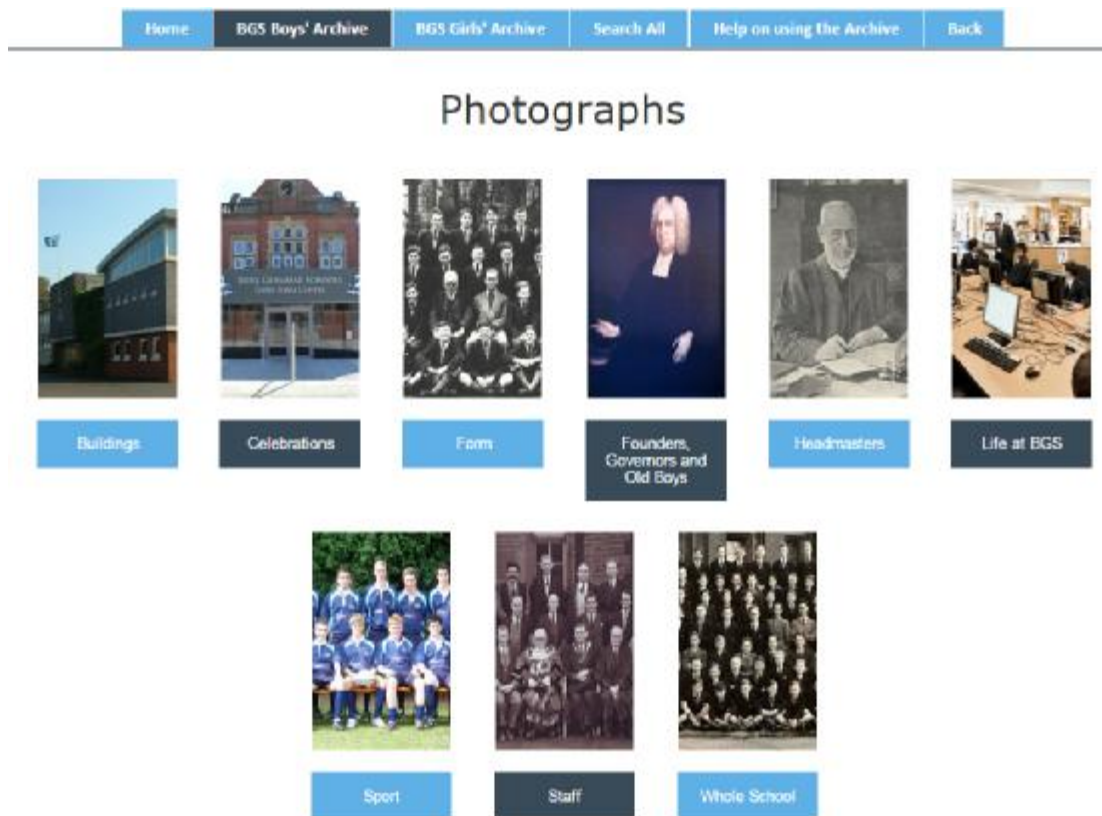 Home BGS Boys' Archive BGS Girls' Archive Search All Help on using the Archive Back
Photographs
Buildings
Celebrations
Form
Founders,
Governors and
Old Boys
Headmasters
Life at BGS
Sport
Staff
Whole School